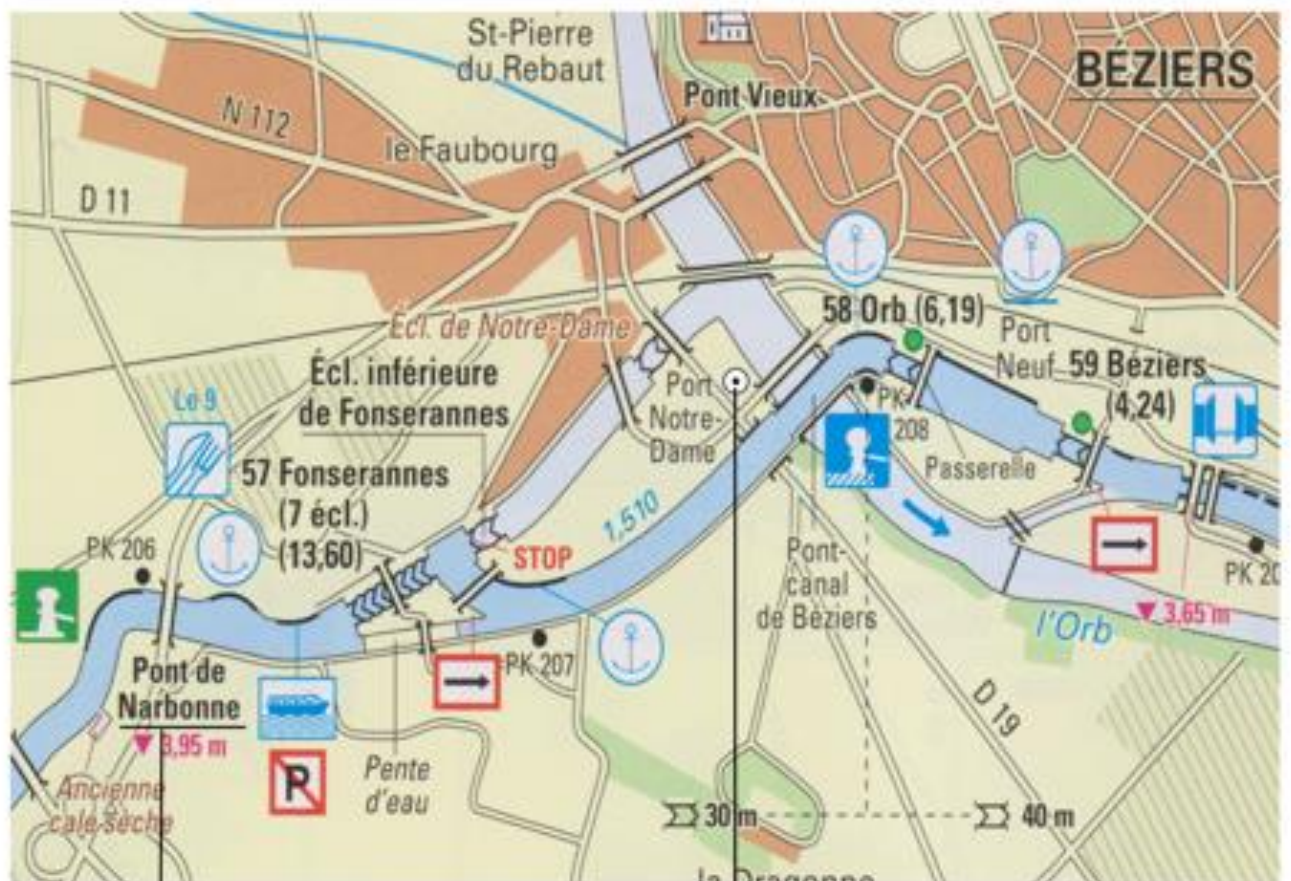 St-Pierre
du Rebaut
BÉZIERS
Pont Vieux
N 112
le Faubourg
D 11
Écl. de Notre-Dame
58 Orb (6,19)
Port
Neuf
59 Béziers
(4,24)
Écl. inférieure
de Fonserannes
Port
Notre-
Dame
PK
208
Le 9
57 Fonserannes
(7 écl.)
(13,60)
Passerelle
1,510
PK 206
STOP
Pont-
canal
de Béziers
PK 20
3,65 m
l'Orb
PK 207
Pont de
Narbonne
3,95 m
D 19
P
Pente
d'eau
Ancienne
cale sèche
30 m
40 m